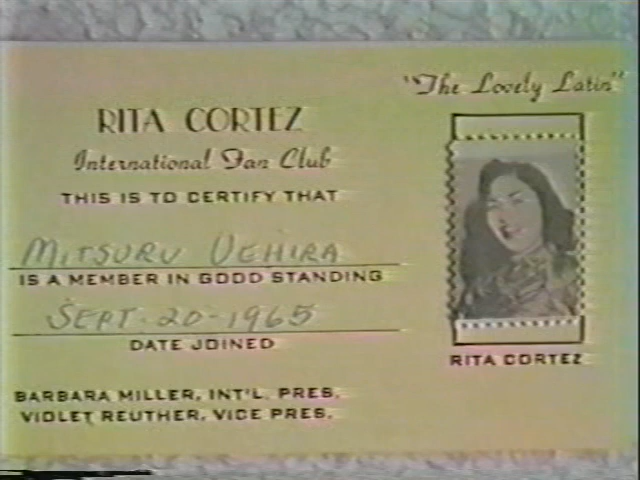 "The Lovely Latin"
RITA CORTEZ
International Fan Club
THIS IS TO CERTIFY THAT
MITSURU UEHIRA
IS A MEMBER IN GOOD STANDING
SEPT-20-1965
DATE JOINED
RITA CORTEZ
BARBARA MILLER, INT'L. PRES.
VIOLET REUTHER, VICE PRES.